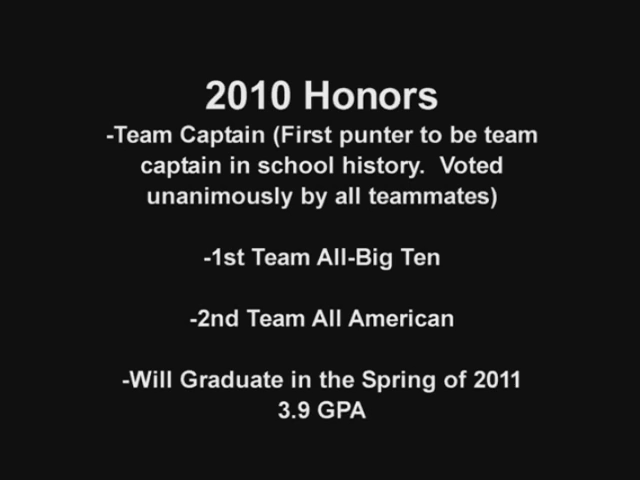 2010 Honors
-Team Captain (First punter to be team
captain in school history.  Voted
unanimously by all teammates)
-1st Team All-Big Ten
-2nd Team All American
-Will Graduate in the Spring of 2011
3.9 GPA